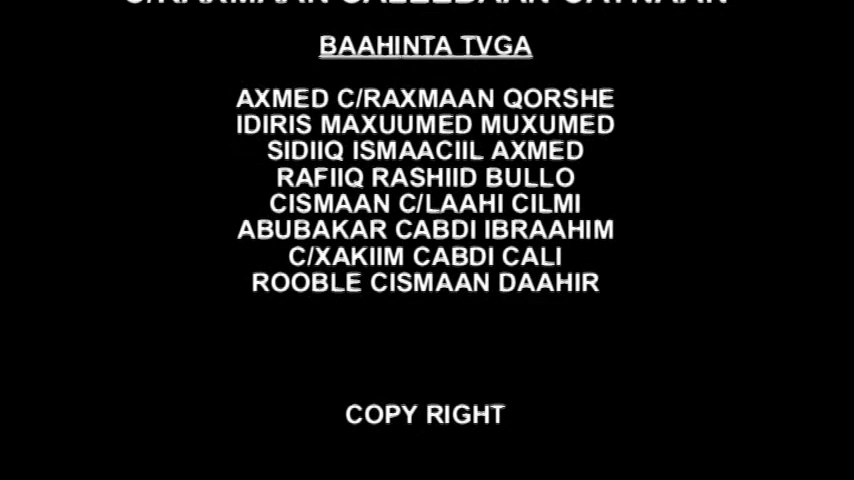 BAAHINTA TVGA
AXMED C/RAXMAAN QORSHE
IDIRIS MAXUUMED MUXUMED
SIDIIQ ISMAACIIL AXMED
RAFIIQ RASHIID BULLO
CISMAAN C/LAAHI CILMI
ABUBAKAR CABDI IBRAAHIM
C/XAKIIM CABDI CALI
ROOBLE CISMAAN DAAHIR
COPY RIGHT